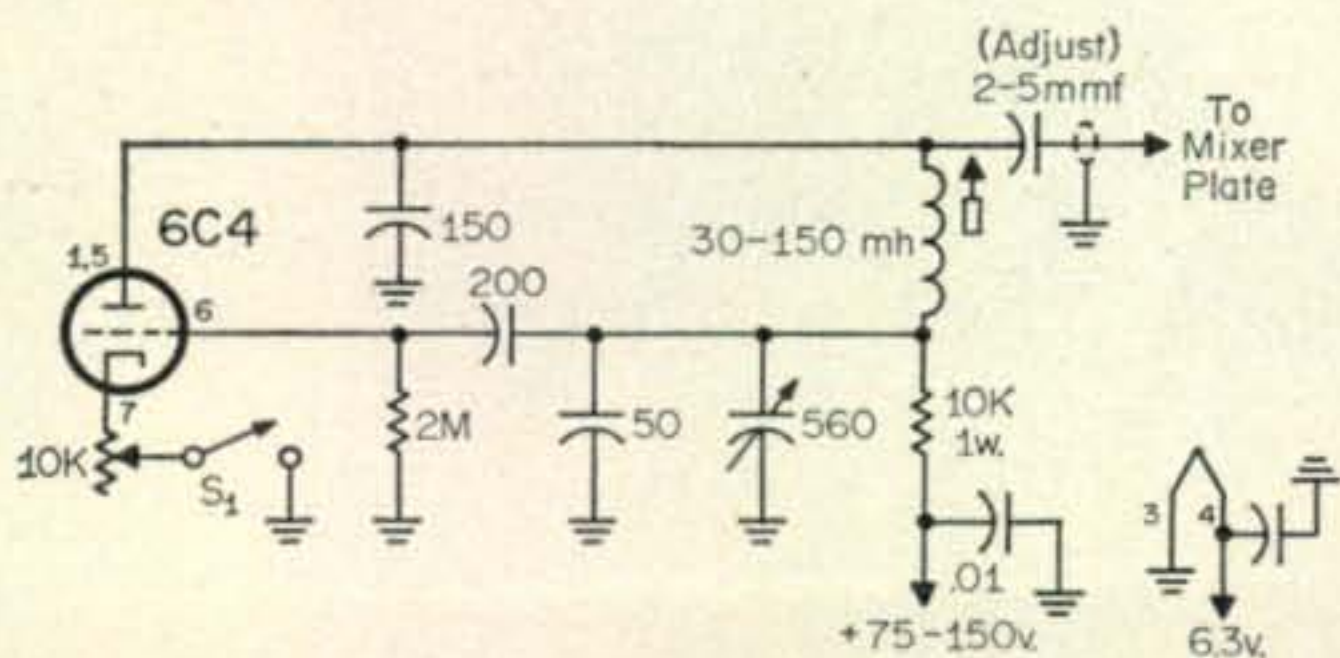 (Adjust)
2-5mmf
To
Mixer
Plate
6C4
1,5
150
30-150 mh
200
6
7
10K
S1
2M
50
560
10K
1w.
.01
+75-150v.
3
4
6.3v.